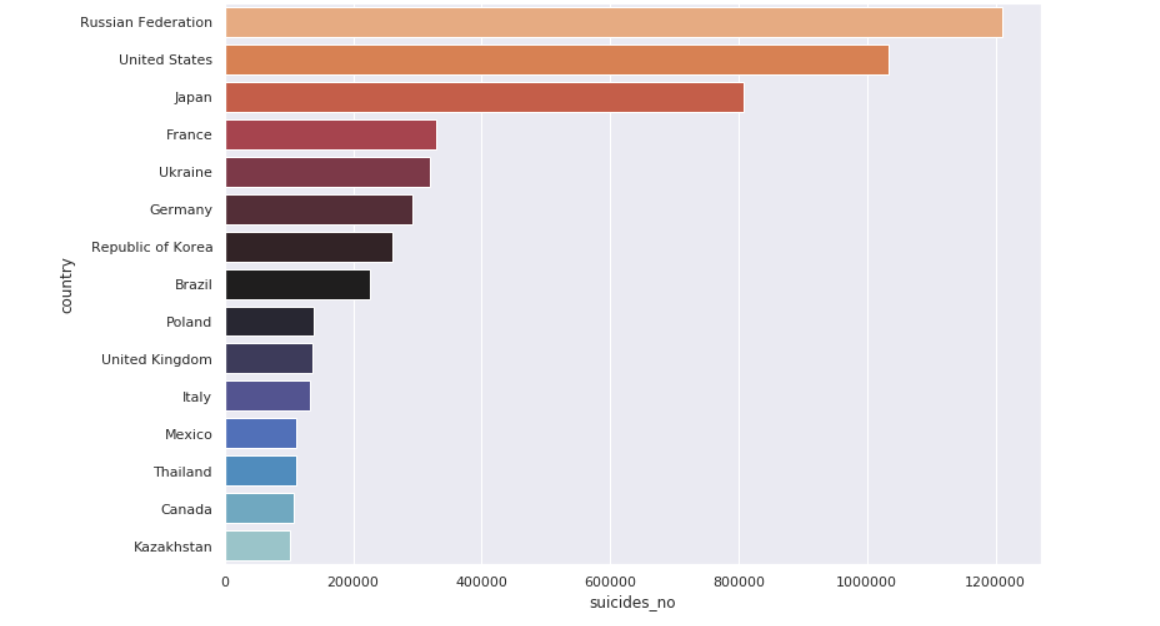 Russian Federation
United States
Japan
France
Ukraine
Germany
Republic of Korea
Brazil
Poland
United Kingdom
Italy
Mexico
Thailand
Canada
Kazakhstan
country
0 200000 400000 600000 800000 1000000 1200000
suicides_no